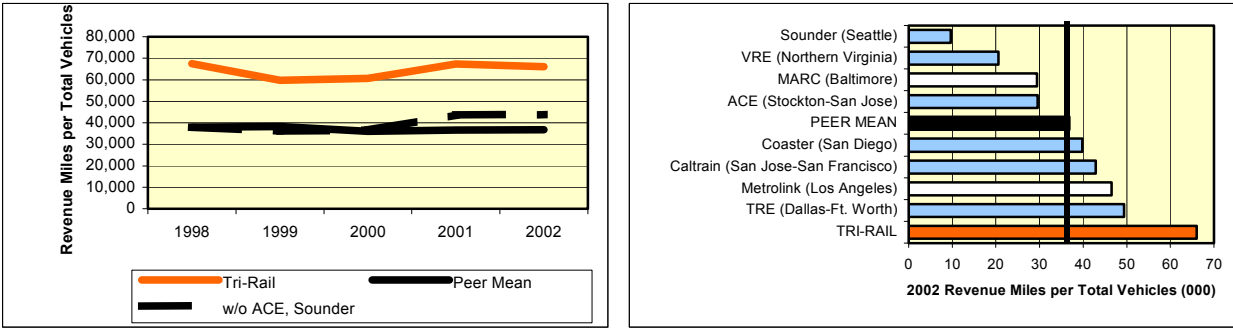 Revenue Miles per Total Vehicles
80,000
70,000
60,000
50,000
40,000
30,000
20,000
10,000
0
1998 1999 2000 2001 2002
Tri-Rail Peer Mean
w/o ACE, Sounder
Sounder (Seattle)
VRE (Northern Virginia)
MARC (Baltimore)
ACE (Stockton-San Jose)
PEER MEAN
Coaster (San Diego)
Caltrain (San Jose-San Francisco)
Metrolink (Los Angeles)
TRE (Dallas-Ft. Worth)
TRI-RAIL
0 10 20 30 40 50 60 70
2002 Revenue Miles per Total Vehicles (000)